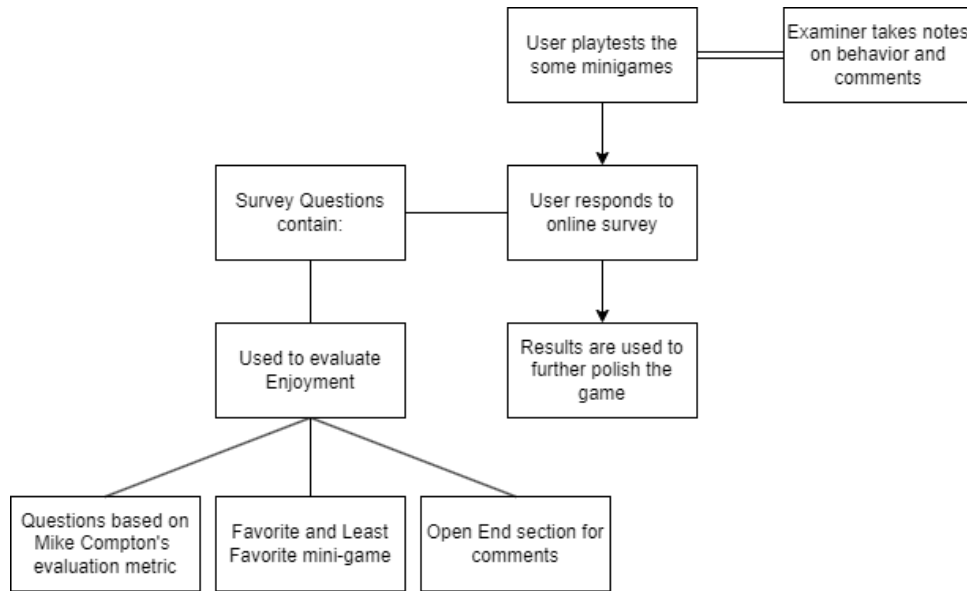 User playtests the
some minigames
Examiner takes notes
on behavior and
comments
Survey Questions
contain:
User responds to
online survey
Used to evaluate
Enjoyment
Results are used to
further polish the
game
Questions based on
Mike Compton's
evaluation metric
Favorite and Least
Favorite mini-game
Open End section for
comments